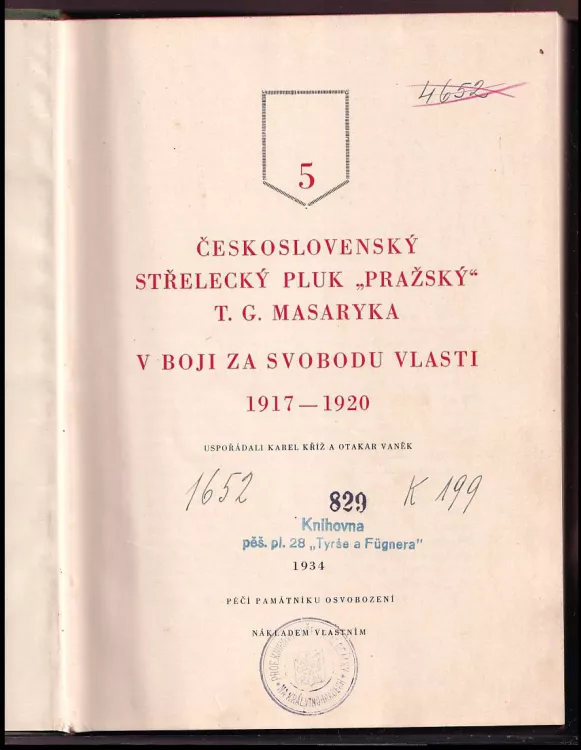 4652
5
ČESKOSLOVENSKÝ
STŘELECKÝ PLUK „PRAŽSKÝ“
T. G. MASARYKA
V BOJI ZA SVOBODU VLASTI
1917 — 1920
USPOŘÁDALI KAREL KŘÍŽ A OTAKAR VANĚK
1652 829 K 199
Knihovna
pěš. pl. 28 „Tyrše a Fügnera"
1934
PÉČÍ PAMÁTNÍKU OSVOBOZENÍ
NÁKLADEM VLASTNÍM